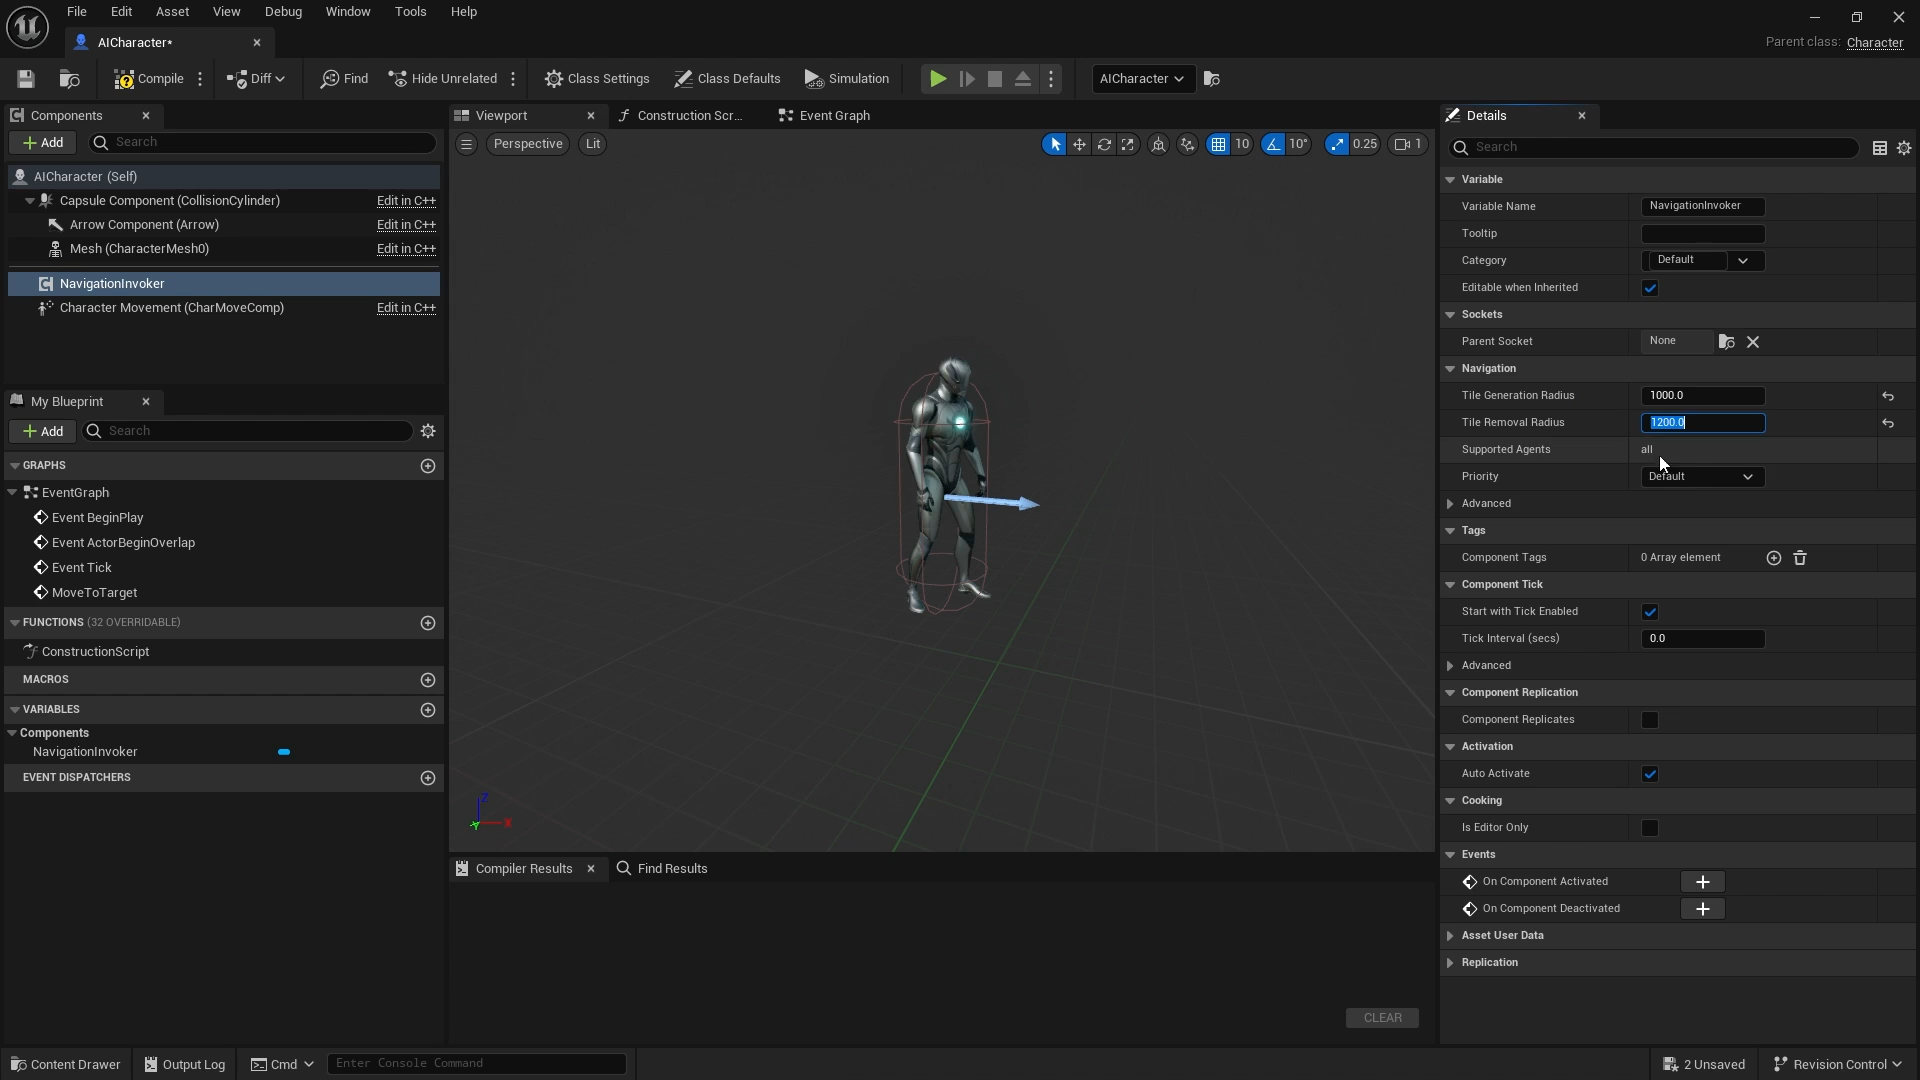 File Edit Asset View Debug Window Tools Help
AICharacter*
Parent class: Character
Compile Diff Find Hide Unrelated Class Settings Class Defaults Simulation AICharacter
Components
Add Search
AICharacter (Self)
Capsule Component (CollisionCylinder) Edit in C++
Arrow Component (Arrow) Edit in C++
Mesh (CharacterMesh0) Edit in C++
NavigationInvoker
Character Movement (CharMoveComp) Edit in C++
My Blueprint
Add Search
GRAPHS
EventGraph
Event BeginPlay
Event ActorBeginOverlap
Event Tick
MoveToTarget
FUNCTIONS (32 OVERRIDABLE)
ConstructionScript
MACROS
VARIABLES
Components
NavigationInvoker
EVENT DISPATCHERS
Viewport Construction Scr... Event Graph
Perspective Lit 10 10° 0.25 1
Z
Y X
Compiler Results Find Results
CLEAR
Details
Search
Variable
Variable Name NavigationInvoker
Tooltip
Category Default
Editable when Inherited
Sockets
Parent Socket None
Navigation
Tile Generation Radius 1000.0
Tile Removal Radius 1200.0
Supported Agents all
Priority Default
Advanced
Tags
Component Tags 0 Array element
Component Tick
Start with Tick Enabled
Tick Interval (secs) 0.0
Advanced
Component Replication
Component Replicates
Activation
Auto Activate
Cooking
Is Editor Only
Events
On Component Activated
On Component Deactivated
Asset User Data
Replication
Content Drawer Output Log Cmd Enter Console Command 2 Unsaved Revision Control